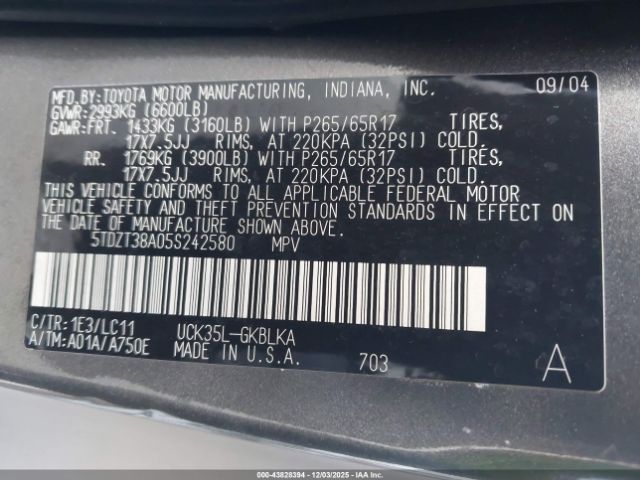 MFD.BY:TOYOTA MOTOR MANUFACTURING, INDIANA, INC. 09/04
GVWR:2993KG (6600LB)
GAWR:FRT. 1433KG (3160LB) WITH P265/65R17 TIRES,
17X7.5JJ RIMS, AT 220KPA (32PSI) COLD.
RR. 1769KG (3900LB) WITH P265/65R17 TIRES,
17X7.5JJ RIMS, AT 220KPA (32PSI) COLD.
THIS VEHICLE CONFORMS TO ALL APPLICABLE FEDERAL MOTOR
VEHICLE SAFETY AND THEFT PREVENTION STANDARDS IN EFFECT ON
THE DATE OF MANUFACTURE SHOWN ABOVE.
5TDZT38A05S242580 MPV
C/TR:1E3/LC11 UCK35L-GKBLKA
A/TM:A01A/A750E MADE IN U.S.A. 703 A
000-43828394 - 12/03/2025 - IAAI.COM